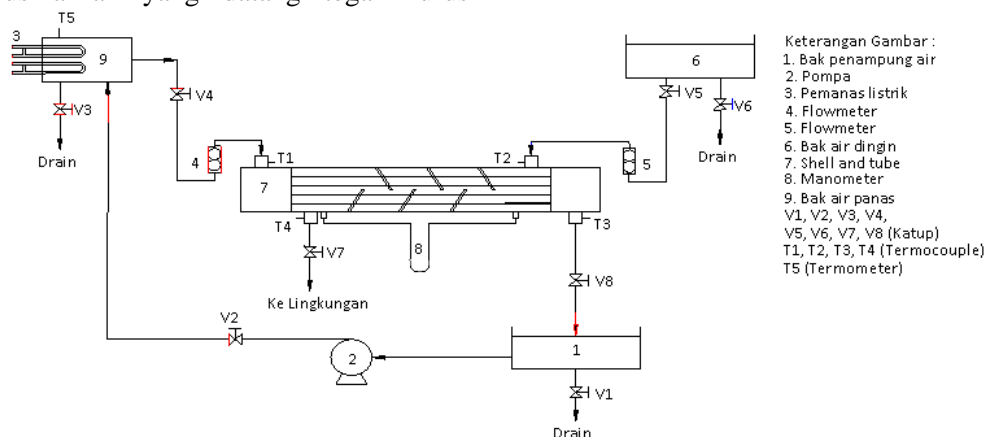 T5
3
9
V3
V4
Drain
4
T1
7
T2
5
6
V5
V6
Drain
T4
T3
8
V7
V8
Ke Lingkungan
V2
2
1
V1
Drain
Keterangan Gambar :
1. Bak penampung air
2. Pompa
3. Pemanas listrik
4. Flowmeter
5. Flowmeter
6. Bak air dingin
7. Shell and tube
8. Manometer
9. Bak air panas
V1, V2, V3, V4,
V5, V6, V7, V8 (Katup)
T1, T2, T3, T4 (Termocouple)
T5 (Termometer)